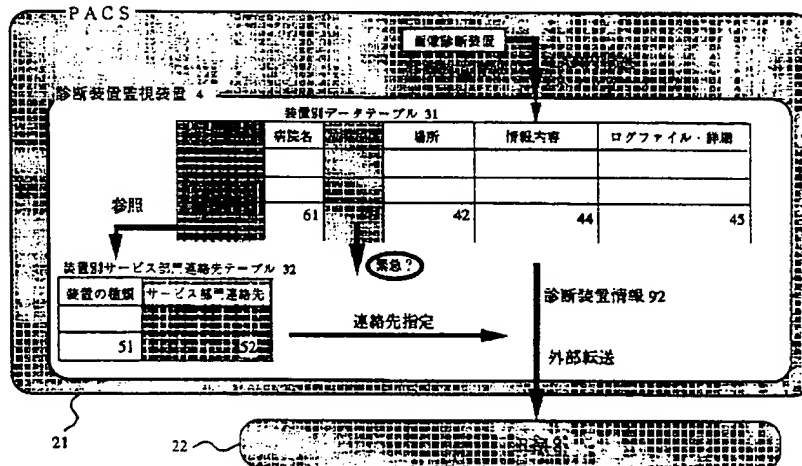 PACS
画像診断装置
診断装置監視装置 4
装置別データテーブル 31
病院名 場所 情報内容 ログファイル・詳細
61 42 44 45
参照
緊急?
装置別サービス部門連絡先テーブル 32
装置の種類 サービス部門連絡先
51 52
連絡先指定
診断装置情報 92
外部転送
21
22